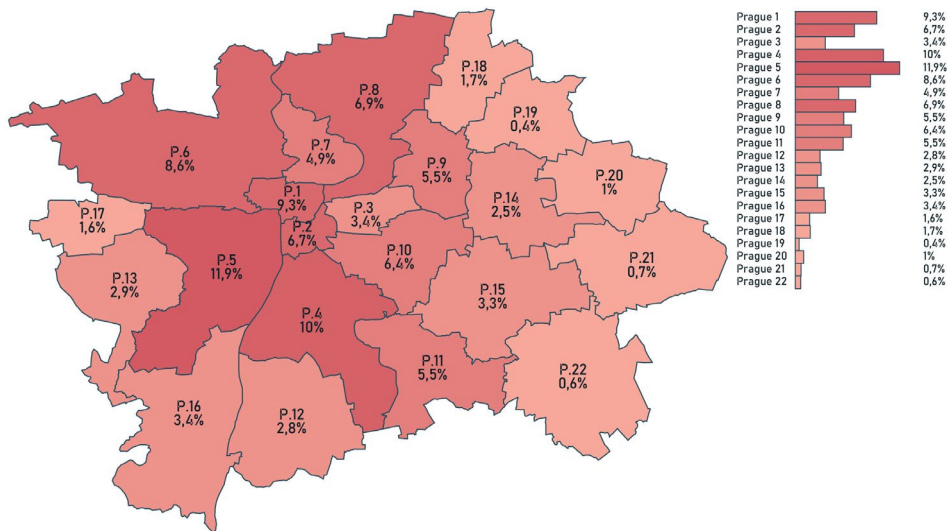 P.18
1,7%
P.8
6,9%
P.19
0,4%
P.7
4,9%
P.6
8,6%
P.9
5,5%
P.20
1%
P.1
9,3%
P.14
2,5%
P.17
1,6%
P.3
3,4%
P.2
6,7%
P.10
6,4%
P.5
11,9%
P.21
0,7%
P.13
2,9%
P.15
3,3%
P.4
10%
P.11
5,5%
P.22
0,6%
P.16
3,4%
P.12
2,8%
Prague 1 9,3%
Prague 2 6,7%
Prague 3 3,4%
Prague 4 10%
Prague 5 11,9%
Prague 6 8,6%
Prague 7 4,9%
Prague 8 6,9%
Prague 9 5,5%
Prague 10 6,4%
Prague 11 5,5%
Prague 12 2,8%
Prague 13 2,9%
Prague 14 2,5%
Prague 15 3,3%
Prague 16 3,4%
Prague 17 1,6%
Prague 18 1,7%
Prague 19 0,4%
Prague 20 1%
Prague 21 0,7%
Prague 22 0,6%